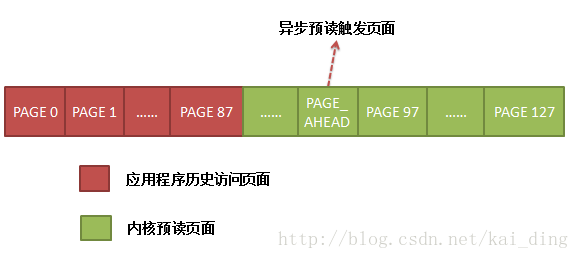 异步预读触发页面
PAGE 0 PAGE 1 ...... PAGE 87 ...... PAGE_ AHEAD PAGE 97 ...... PAGE 127
应用程序历史访问页面
内核预读页面
http://blog.csdn.net/kai_ding